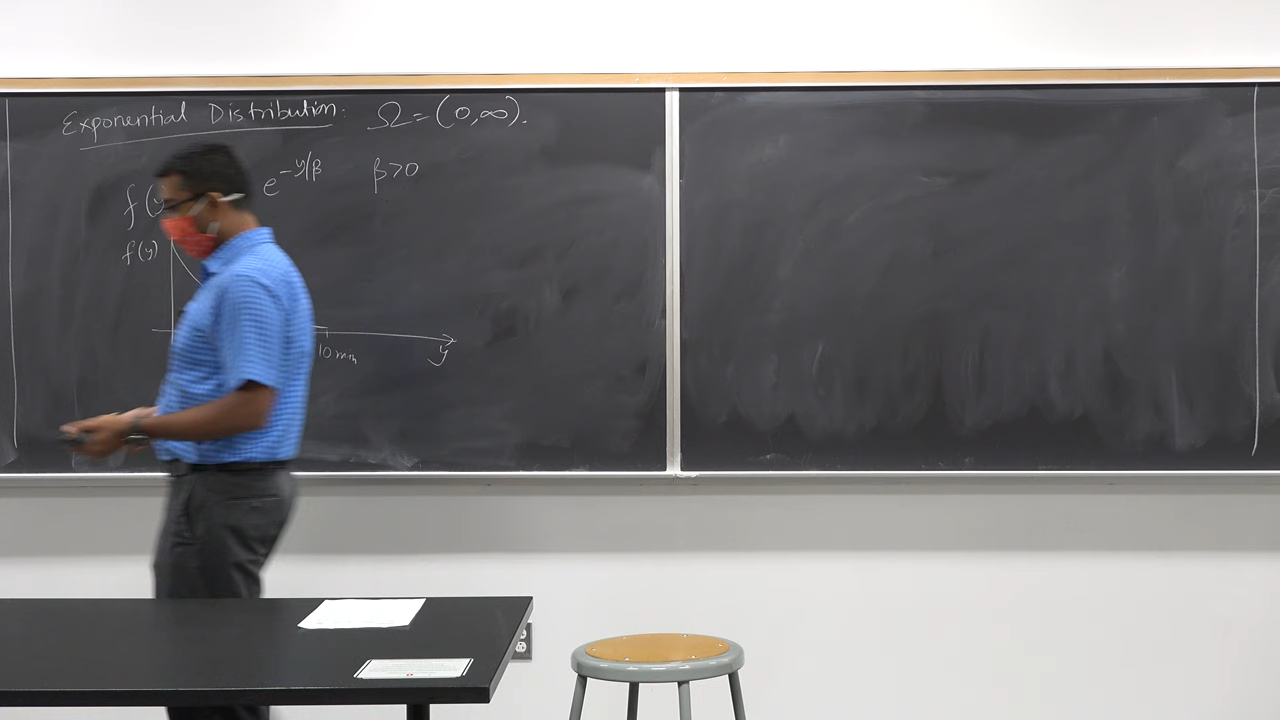 Exponential Distribution: Ω = (0,∞).
f(y e^{-y/β} β>0
f(y)
10 min
y